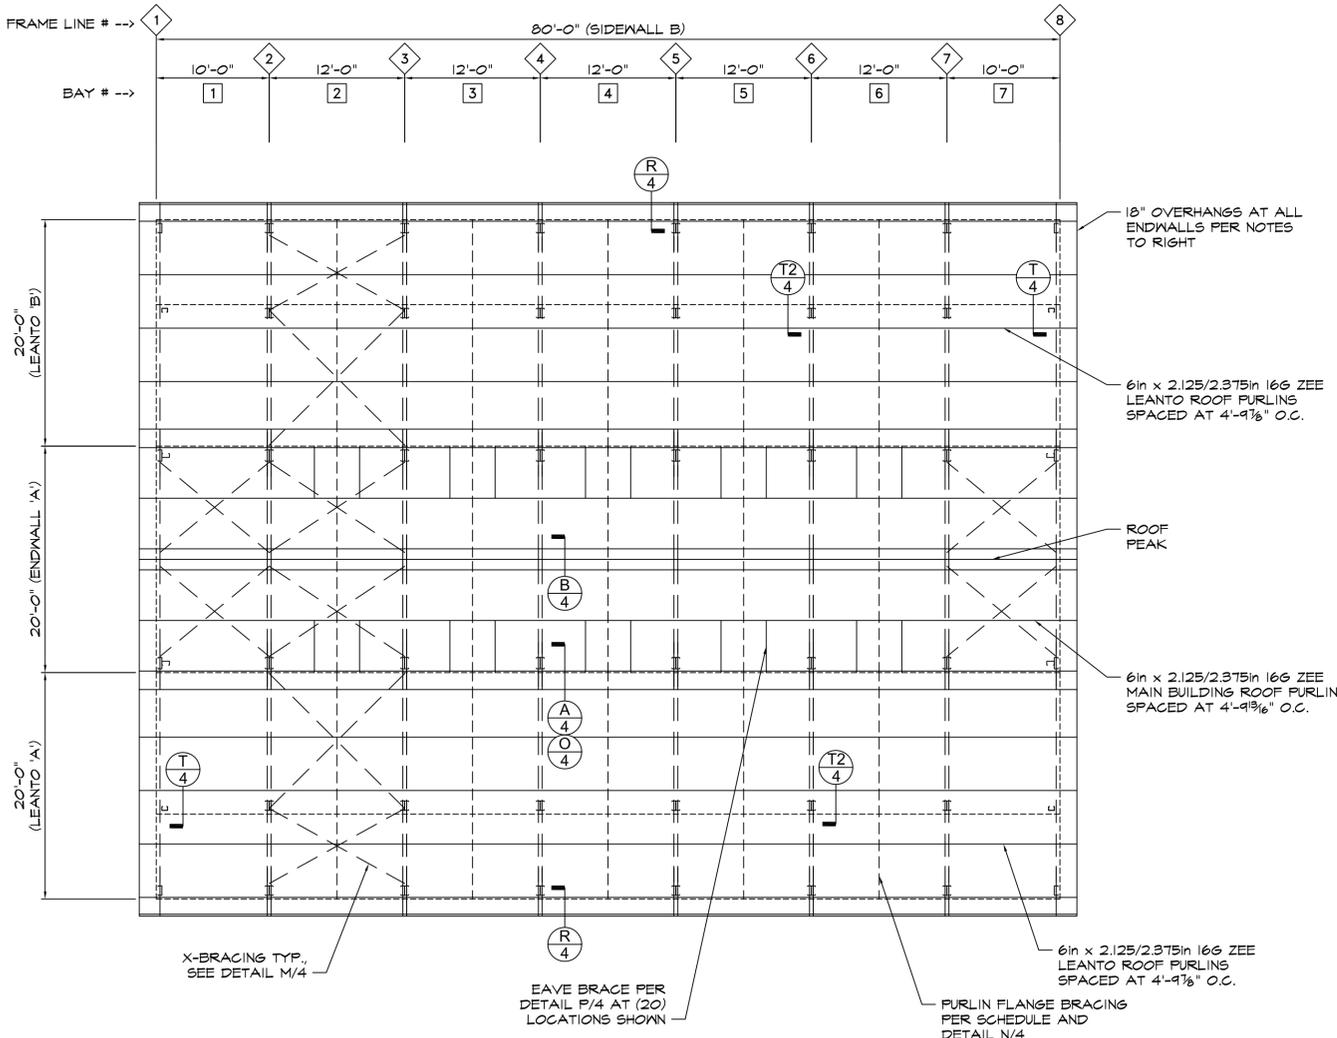 FRAME LINE # -->
1
8
80'-0" (SIDEWALL B)
2
3
4
5
6
7
10'-0"
12'-0"
12'-0"
12'-0"
12'-0"
12'-0"
10'-0"
BAY # -->
1
2
3
4
5
6
7
R
4
18" OVERHANGS AT ALL
ENDWALLS PER NOTES
TO RIGHT
T2
4
T
4
20'-0"
(LEANTO 'B')
6in x 2.125/2.375in 16G ZEE
LEANTO ROOF PURLINS
SPACED AT 4'-9⅞" O.C.
20'-0" (ENDWALL 'A')
ROOF
PEAK
B
4
6in x 2.125/2.375in 16G ZEE
MAIN BUILDING ROOF PURLIN
SPACED AT 4'-9 13/16" O.C.
A
4
O
4
20'-0"
(LEANTO 'A')
T
4
T2
4
R
4
X-BRACING TYP.,
SEE DETAIL M/4
EAVE BRACE PER
DETAIL P/4 AT (20)
LOCATIONS SHOWN
6in x 2.125/2.375in 16G ZEE
LEANTO ROOF PURLINS
SPACED AT 4'-9⅞" O.C.
PURLIN FLANGE BRACING
PER SCHEDULE AND
DETAIL N/4